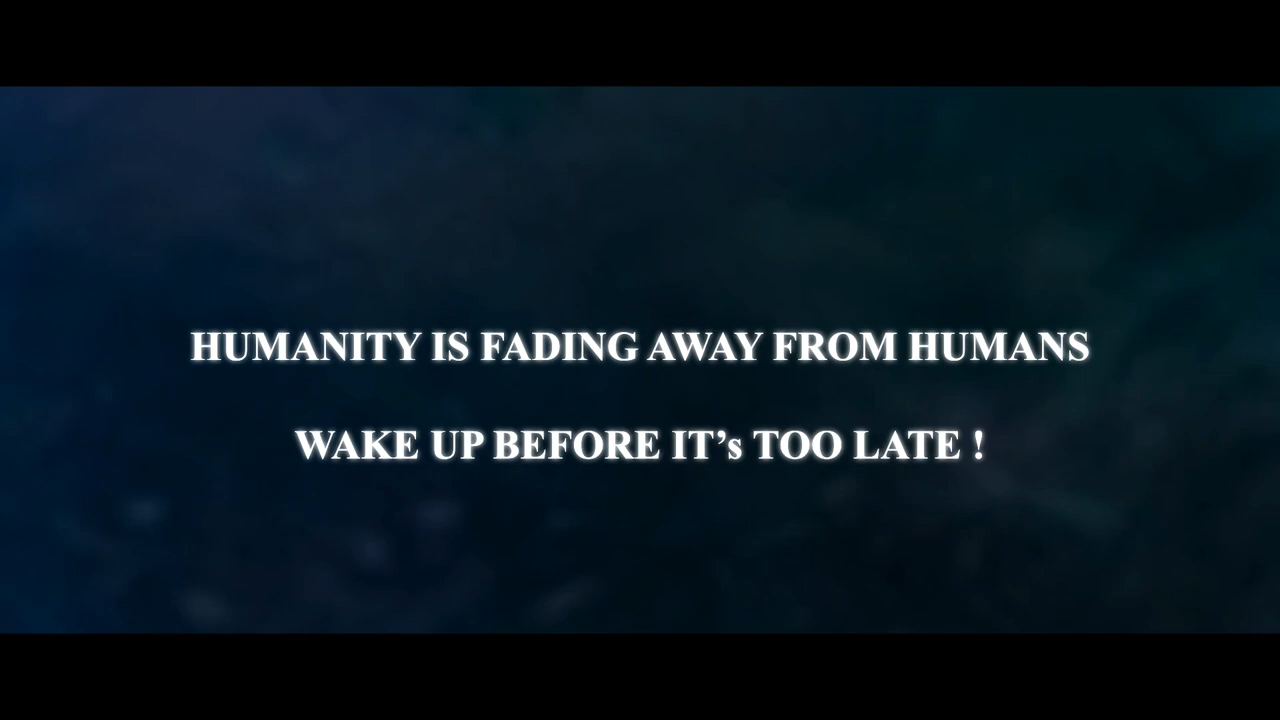 HUMANITY IS FADING AWAY FROM HUMANS
WAKE UP BEFORE IT’s TOO LATE !